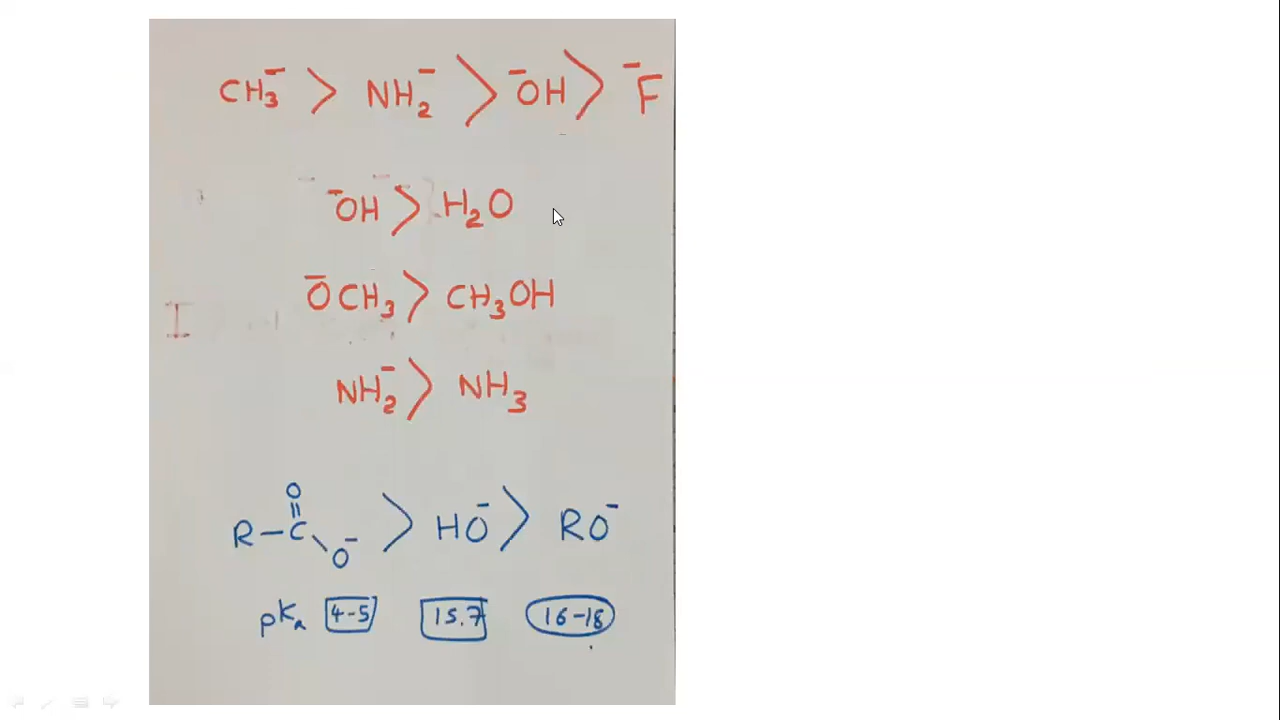 CH₃⁻ > NH₂⁻ > ⁻OH > ⁻F
⁻OH > H₂O
⁻OCH₃ > CH₃OH
NH₂⁻ > NH₃
O
R–C > HO⁻ > RO⁻
O⁻
pKa 4-5 15.7 16-18